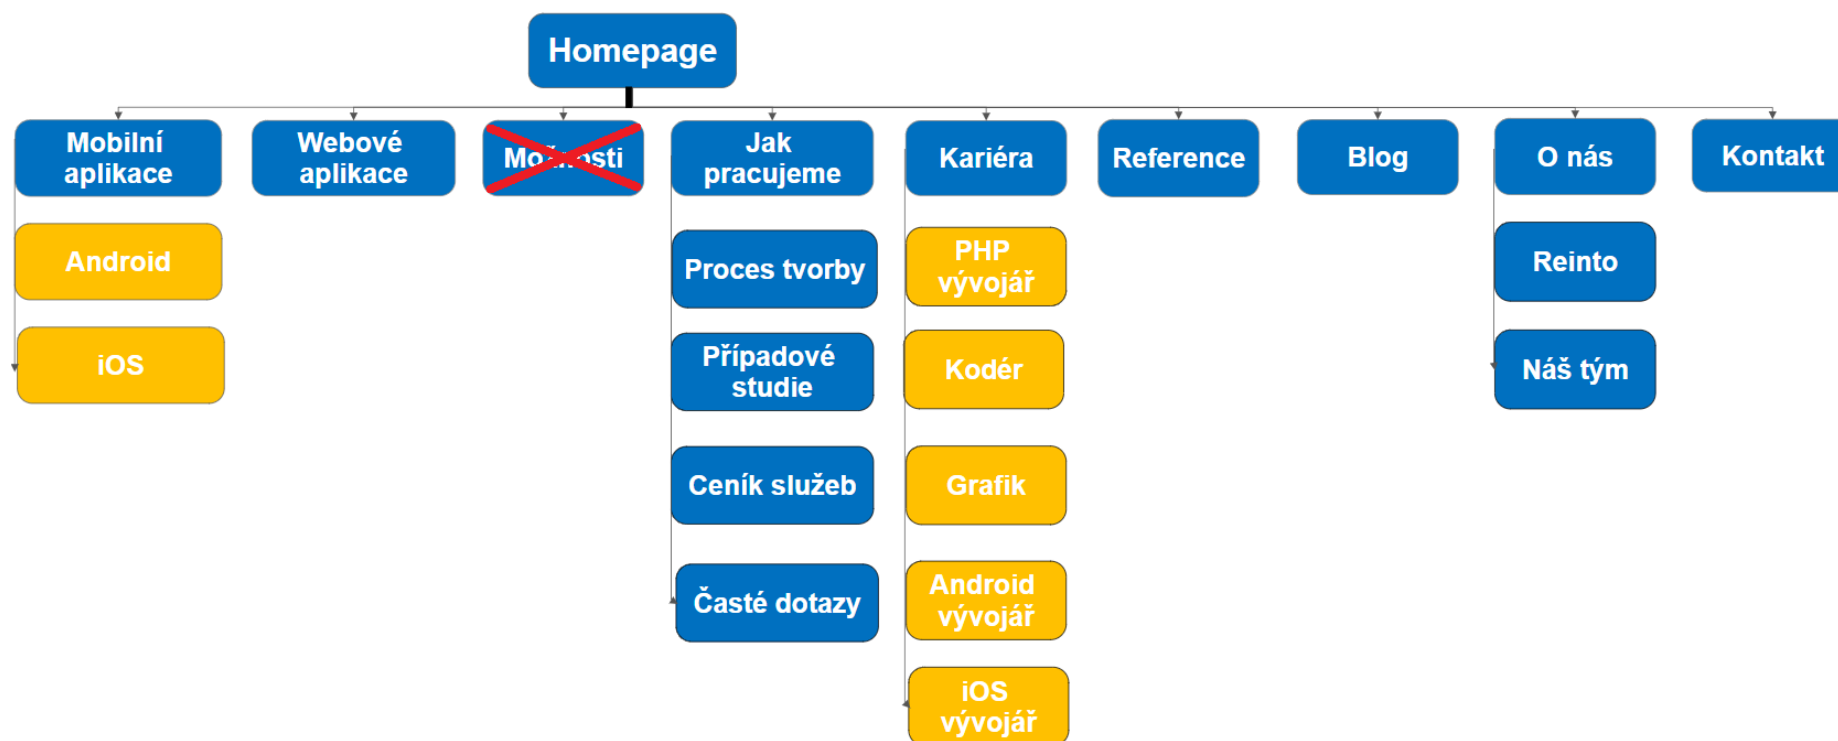 Homepage
Mobilní
aplikace
Webové
aplikace
Možnosti
Jak
pracujeme
Kariéra
Reference
Blog
O nás
Kontakt
Android
iOS
Proces tvorby
Případové
studie
Ceník služeb
Časté dotazy
PHP
vývojář
Kodér
Grafik
Android
vývojář
iOS
vývojář
Reinto
Náš tým